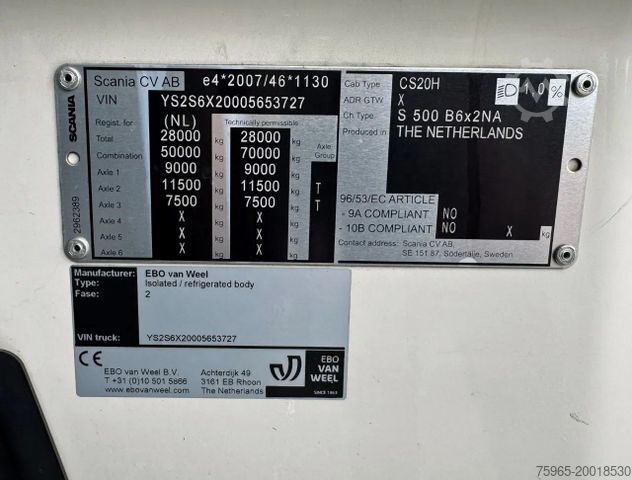 SCANIA
2962389
Scania CV AB e4*2007/46*1130
VIN YS2S6X20005653727
Regist. for (NL) Technically permissible
Total 28000 kg 28000 kg Axle Group
Combination 50000 kg 70000 kg
Axle 1 9000 kg 9000 kg
Axle 2 11500 kg 11500 kg T
Axle 3 7500 kg 7500 kg T
Axle 4 X kg X kg
Axle 5 X kg X kg
Axle 6 X kg X kg
Cab Type CS20H 1.0 %
ADR GTW X
Ch.Type S 500 B6x2NA
Produced in THE NETHERLANDS
96/53/EC ARTICLE
- 9A COMPLIANT NO
- 10B COMPLIANT NO X kg
Contact address: Scania CV AB,
SE 151 87, Södertälje, Sweden
Manufacturer: EBO van Weel
Type: Isolated / refrigerated body
Fase: 2
VIN truck: YS2S6X20005653727
CE
EBO van Weel B.V. Achterdijk 49
T +31 (0)10 501 5866 3161 EB Rhoon
www.ebovanweel.com The Netherlands
EBO
VAN
WEEL
SINCE 1863
75965-20018530